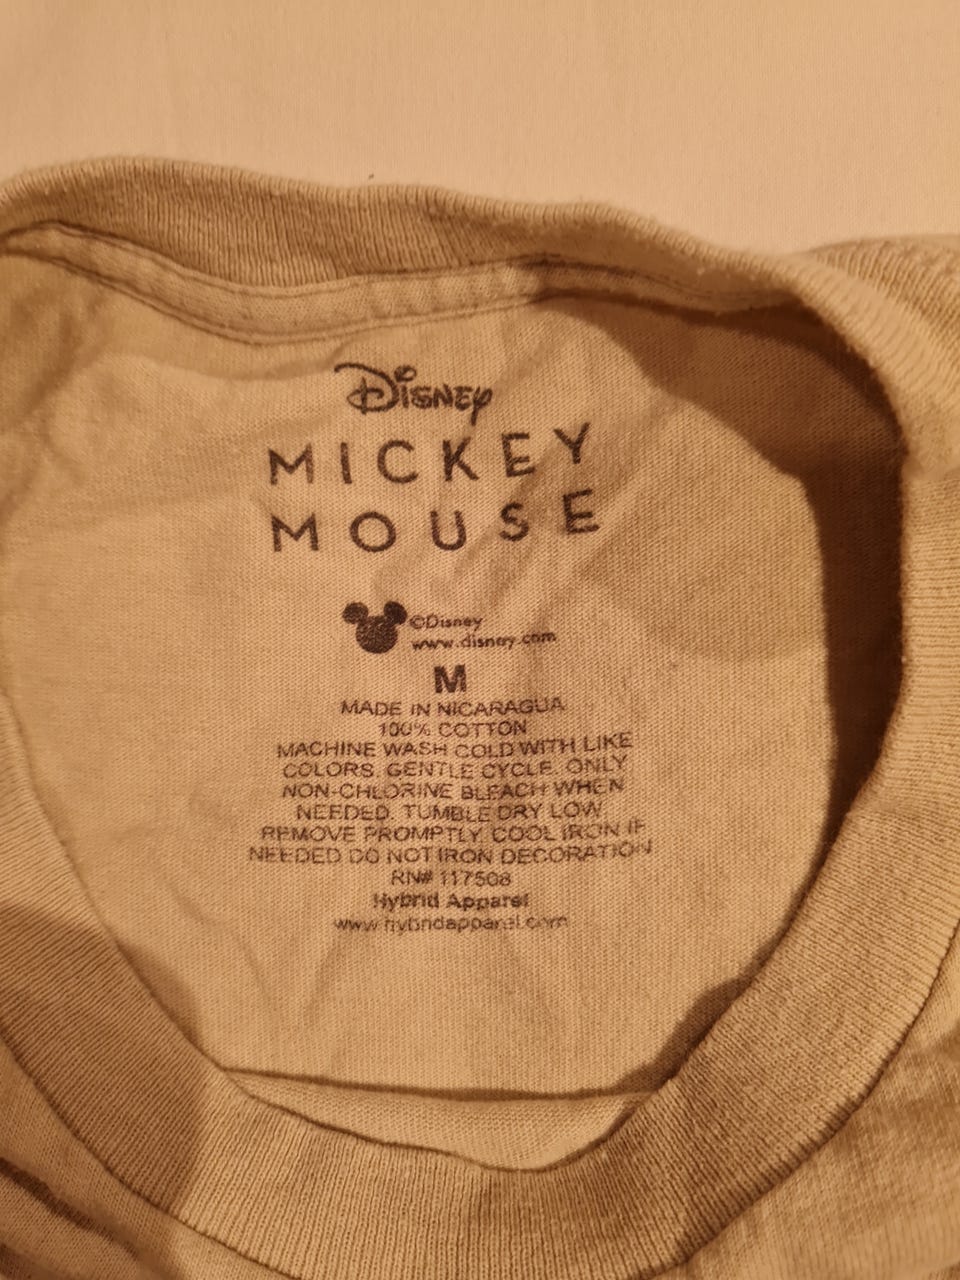 Disney
MICKEY
MOUSE
©Disney
www.disney.com
M
MADE IN NICARAGUA
100% COTTON
MACHINE WASH COLD WITH LIKE
COLORS. GENTLE CYCLE. ONLY
NON-CHLORINE BLEACH WHEN
NEEDED. TUMBLE DRY LOW
REMOVE PROMPTLY. COOL IRON IF
NEEDED DO NOT IRON DECORATION
RN# 117508
Hybrid Apparel
www.hybridapparel.com